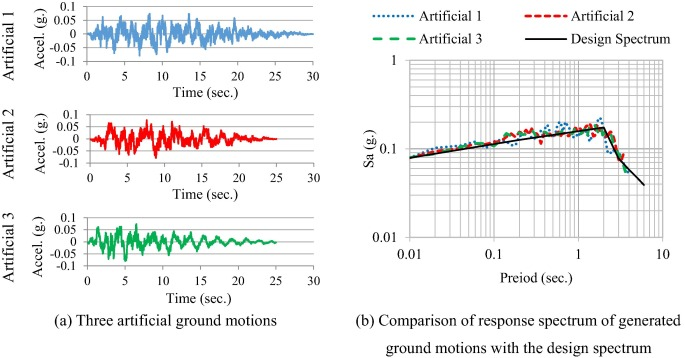 Artificial 1
Accel. (g.)
0.1
0.05
0
-0.05
-0.1
0 5 10 15 20 25 30
Time (sec.)
Artificial 2
Accel. (g.)
0.1
0.05
0
-0.05
-0.1
0 5 10 15 20 25 30
Time (sec.)
Artificial 3
Accel. (g.)
0.1
0.05
0
-0.05
-0.1
0 5 10 15 20 25 30
Time (sec.)
(a) Three artificial ground motions
Artificial 1 Artificial 2
Artificial 3 Design Spectrum
Sa (g.)
1
0.1
0.01
0.01 0.1 1 10
Preiod (sec.)
(b) Comparison of response spectrum of generated
ground motions with the design spectrum